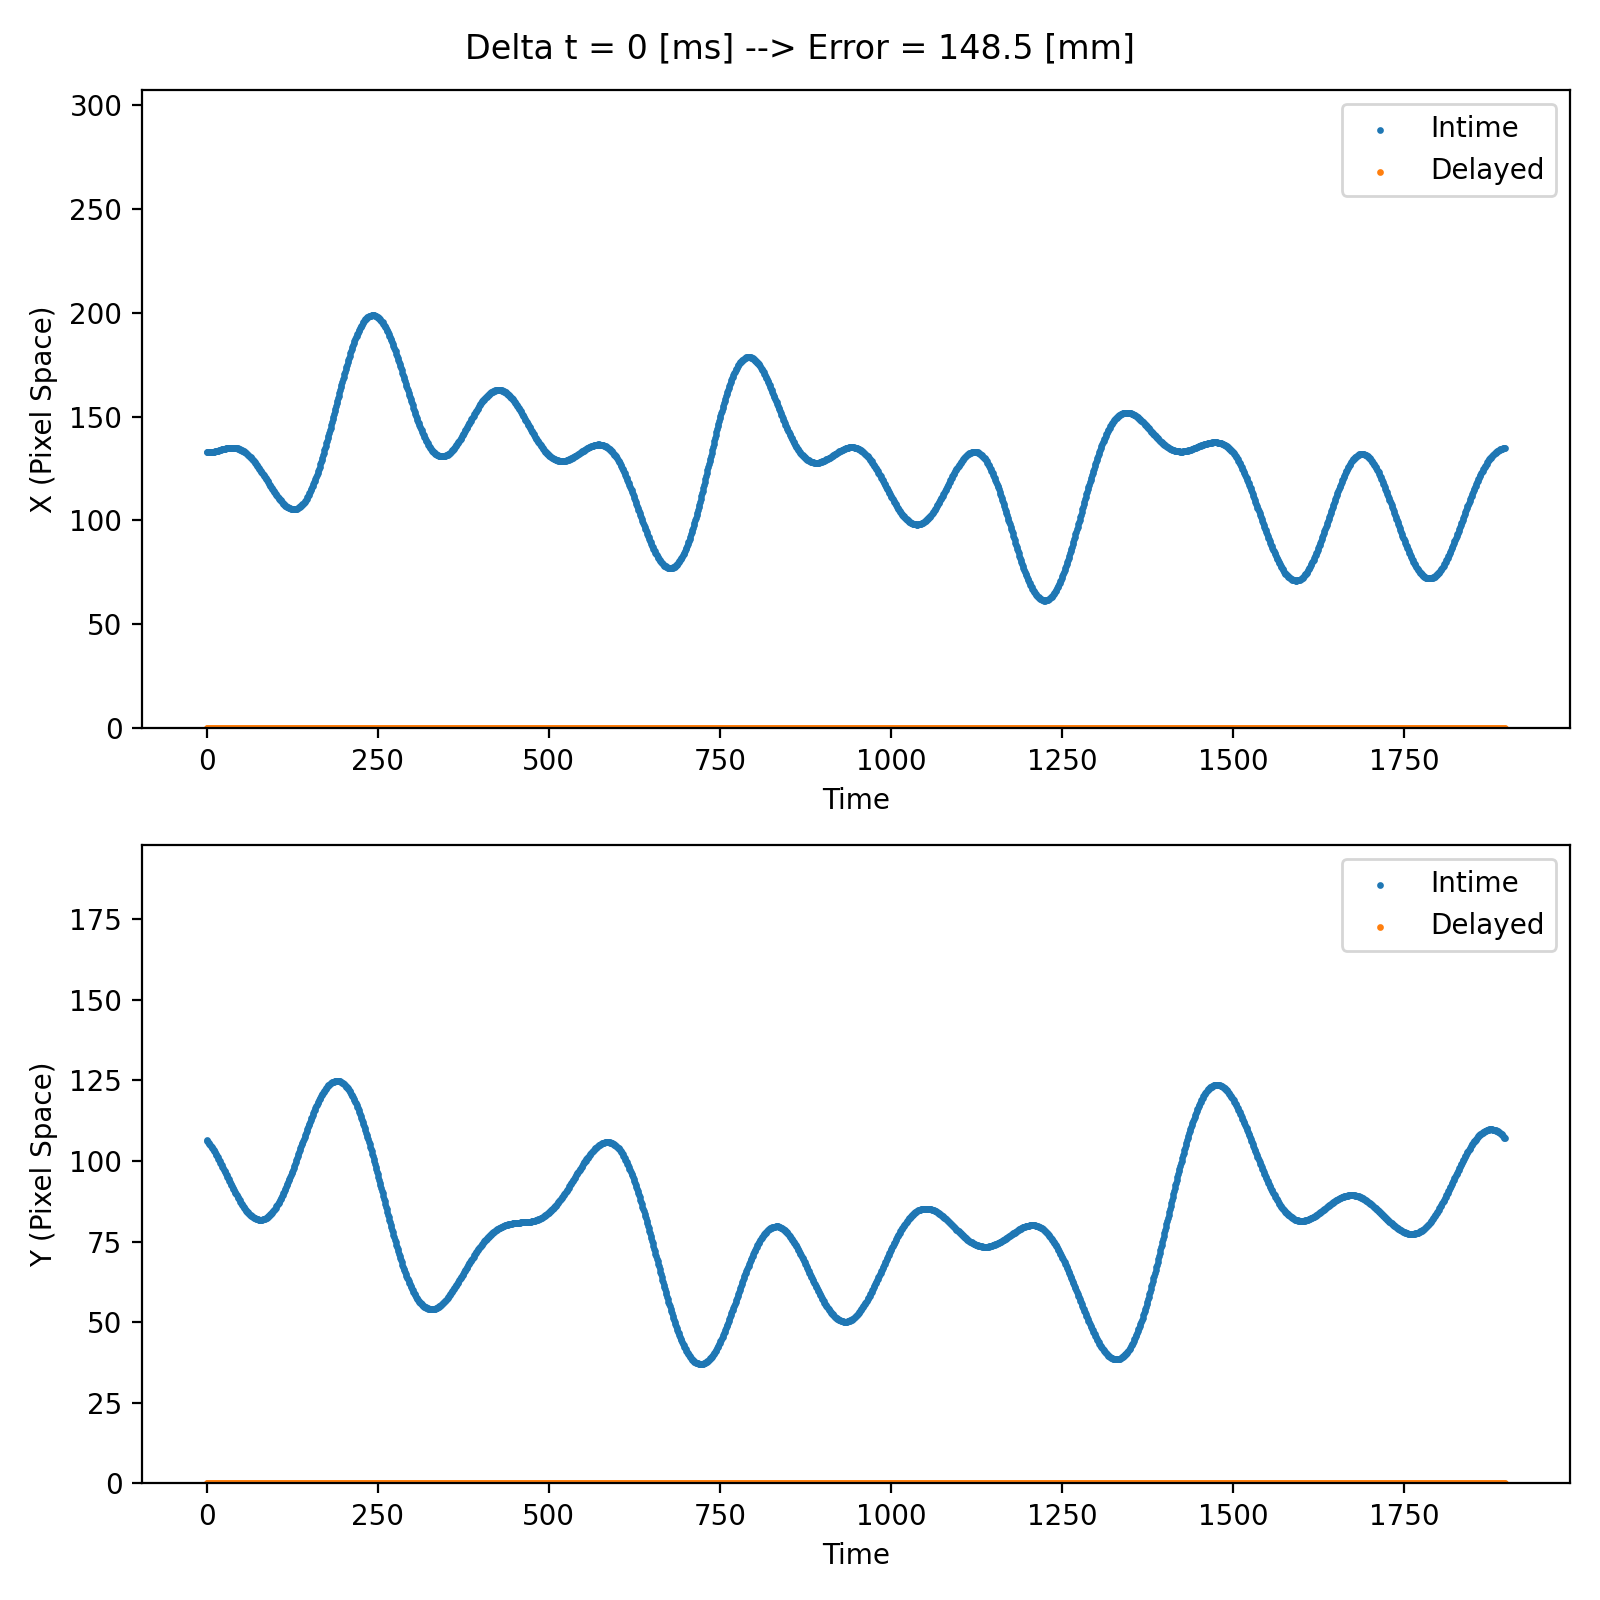 Delta t = 0 [ms] --> Error = 148.5 [mm]
300
250
200
150
100
50
0
X (Pixel Space)
Intime
Delayed
0 250 500 750 1000 1250 1500 1750
Time
175
150
125
100
75
50
25
0
Y (Pixel Space)
Intime
Delayed
0 250 500 750 1000 1250 1500 1750
Time